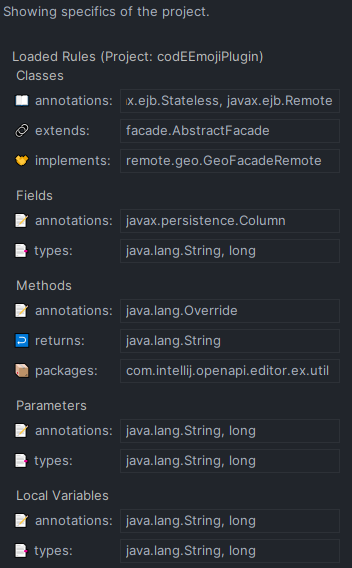 Showing specifics of the project.
Loaded Rules (Project: codEEmojiPlugin)
Classes
annotations: x.ejb.Stateless, javax.ejb.Remote
extends: facade.AbstractFacade
implements: remote.geo.GeoFacadeRemote
Fields
annotations: javax.persistence.Column
types: java.lang.String, long
Methods
annotations: java.lang.Override
returns: java.lang.String
packages: com.intellij.openapi.editor.ex.util
Parameters
annotations: java.lang.String, long
types: java.lang.String, long
Local Variables
annotations: java.lang.String, long
types: java.lang.String, long